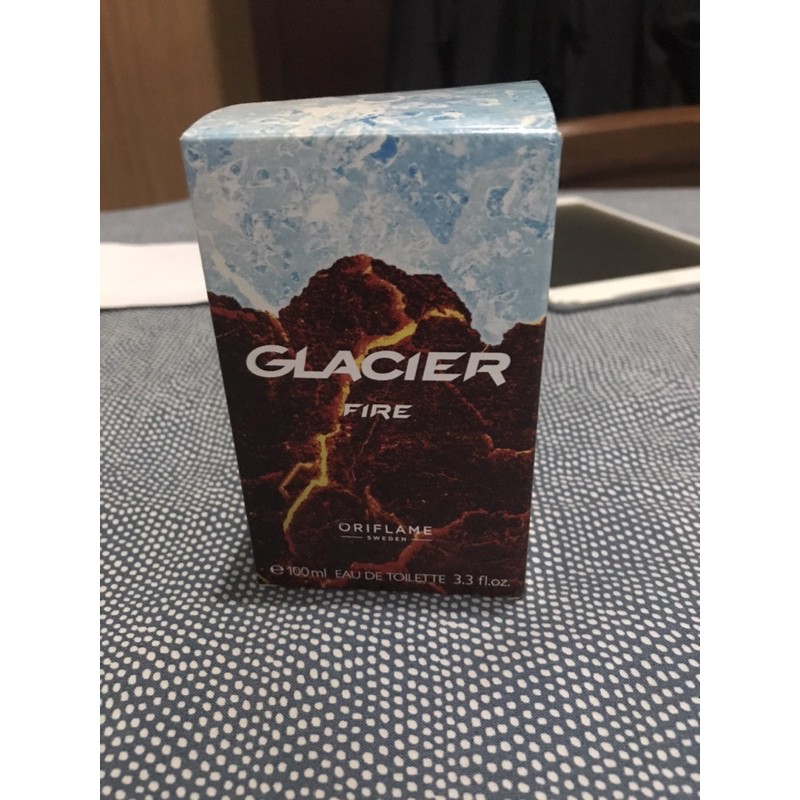 GLACIER
FIRE
ORIFLAME
SWEDEN
℮ 100ml EAU DE TOILETTE 3.3 fl.oz.